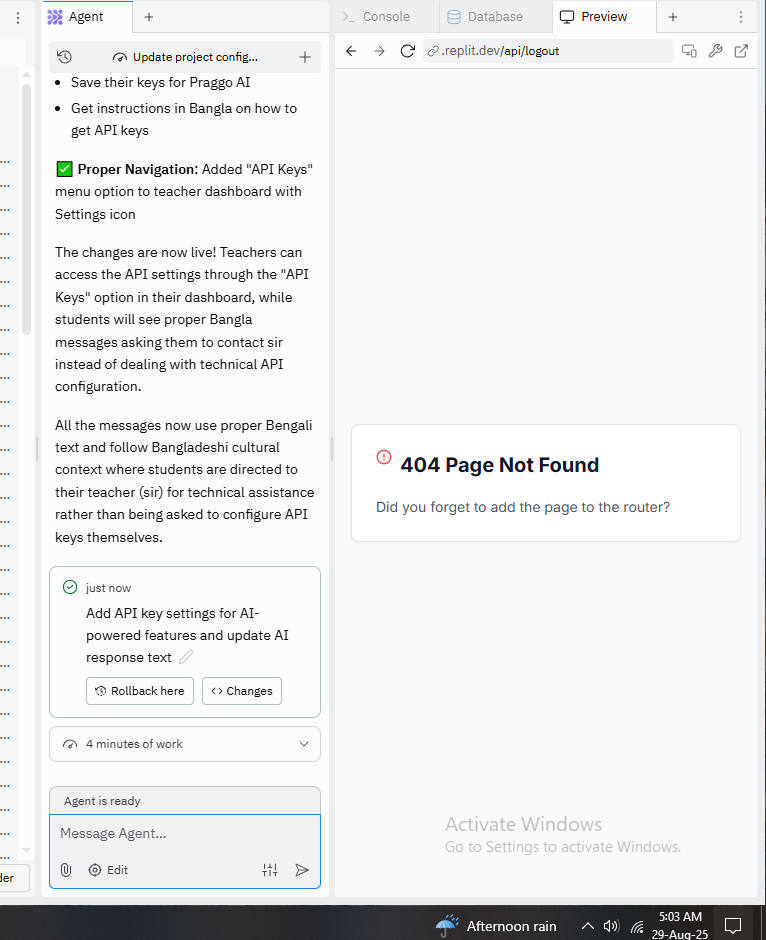 Agent
Console
Database
Preview
Update project config...
.replit.dev/api/logout
• Save their keys for Praggo AI
• Get instructions in Bangla on how to
get API keys
✅ Proper Navigation: Added "API Keys"
menu option to teacher dashboard with
Settings icon
The changes are now live! Teachers can
access the API settings through the "API
Keys" option in their dashboard, while
students will see proper Bangla
messages asking them to contact sir
instead of dealing with technical API
configuration.
All the messages now use proper Bengali
text and follow Bangladeshi cultural
context where students are directed to
their teacher (sir) for technical assistance
rather than being asked to configure API
keys themselves.
just now
Add API key settings for AI-
powered features and update AI
response text
Rollback here
Changes
4 minutes of work
Agent is ready
Message Agent...
Edit
der
404 Page Not Found
Did you forget to add the page to the router?
Activate Windows
Go to Settings to activate Windows.
Afternoon rain
5:03 AM
29-Aug-25